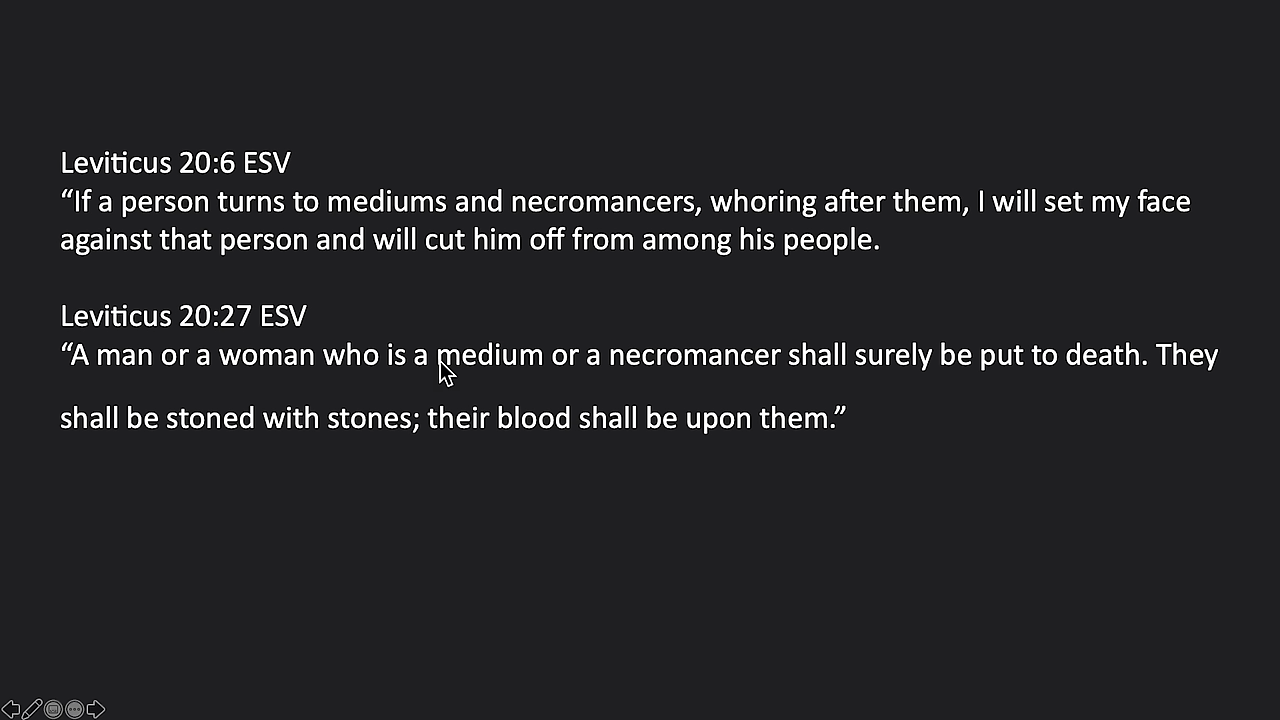 Leviticus 20:6 ESV
“If a person turns to mediums and necromancers, whoring after them, I will set my face
against that person and will cut him off from among his people.
Leviticus 20:27 ESV
“A man or a woman who is a medium or a necromancer shall surely be put to death. They
shall be stoned with stones; their blood shall be upon them.”